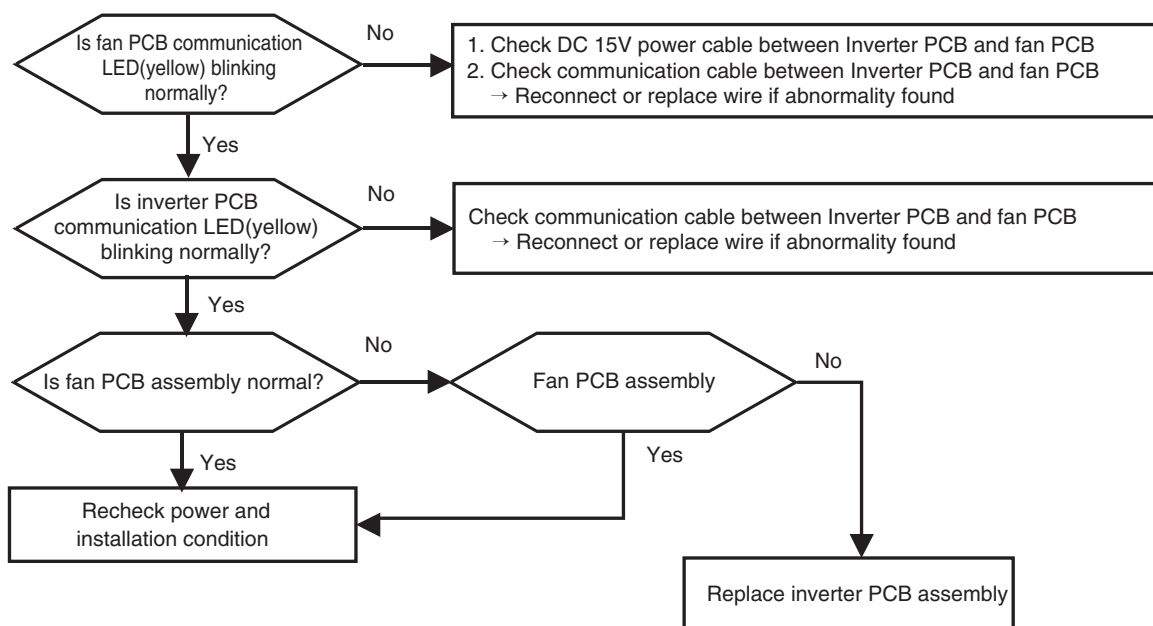 Is fan PCB communication
LED(yellow) blinking
normally?
No
1. Check DC 15V power cable between Inverter PCB and fan PCB
2. Check communication cable between Inverter PCB and fan PCB
→ Reconnect or replace wire if abnormality found
Yes
Is inverter PCB
communication LED(yellow)
blinking normally?
No
Check communication cable between Inverter PCB and fan PCB
→ Reconnect or replace wire if abnormality found
Yes
Is fan PCB assembly normal?
No
Fan PCB assembly
No
Yes
Yes
Recheck power and
installation condition
Replace inverter PCB assembly